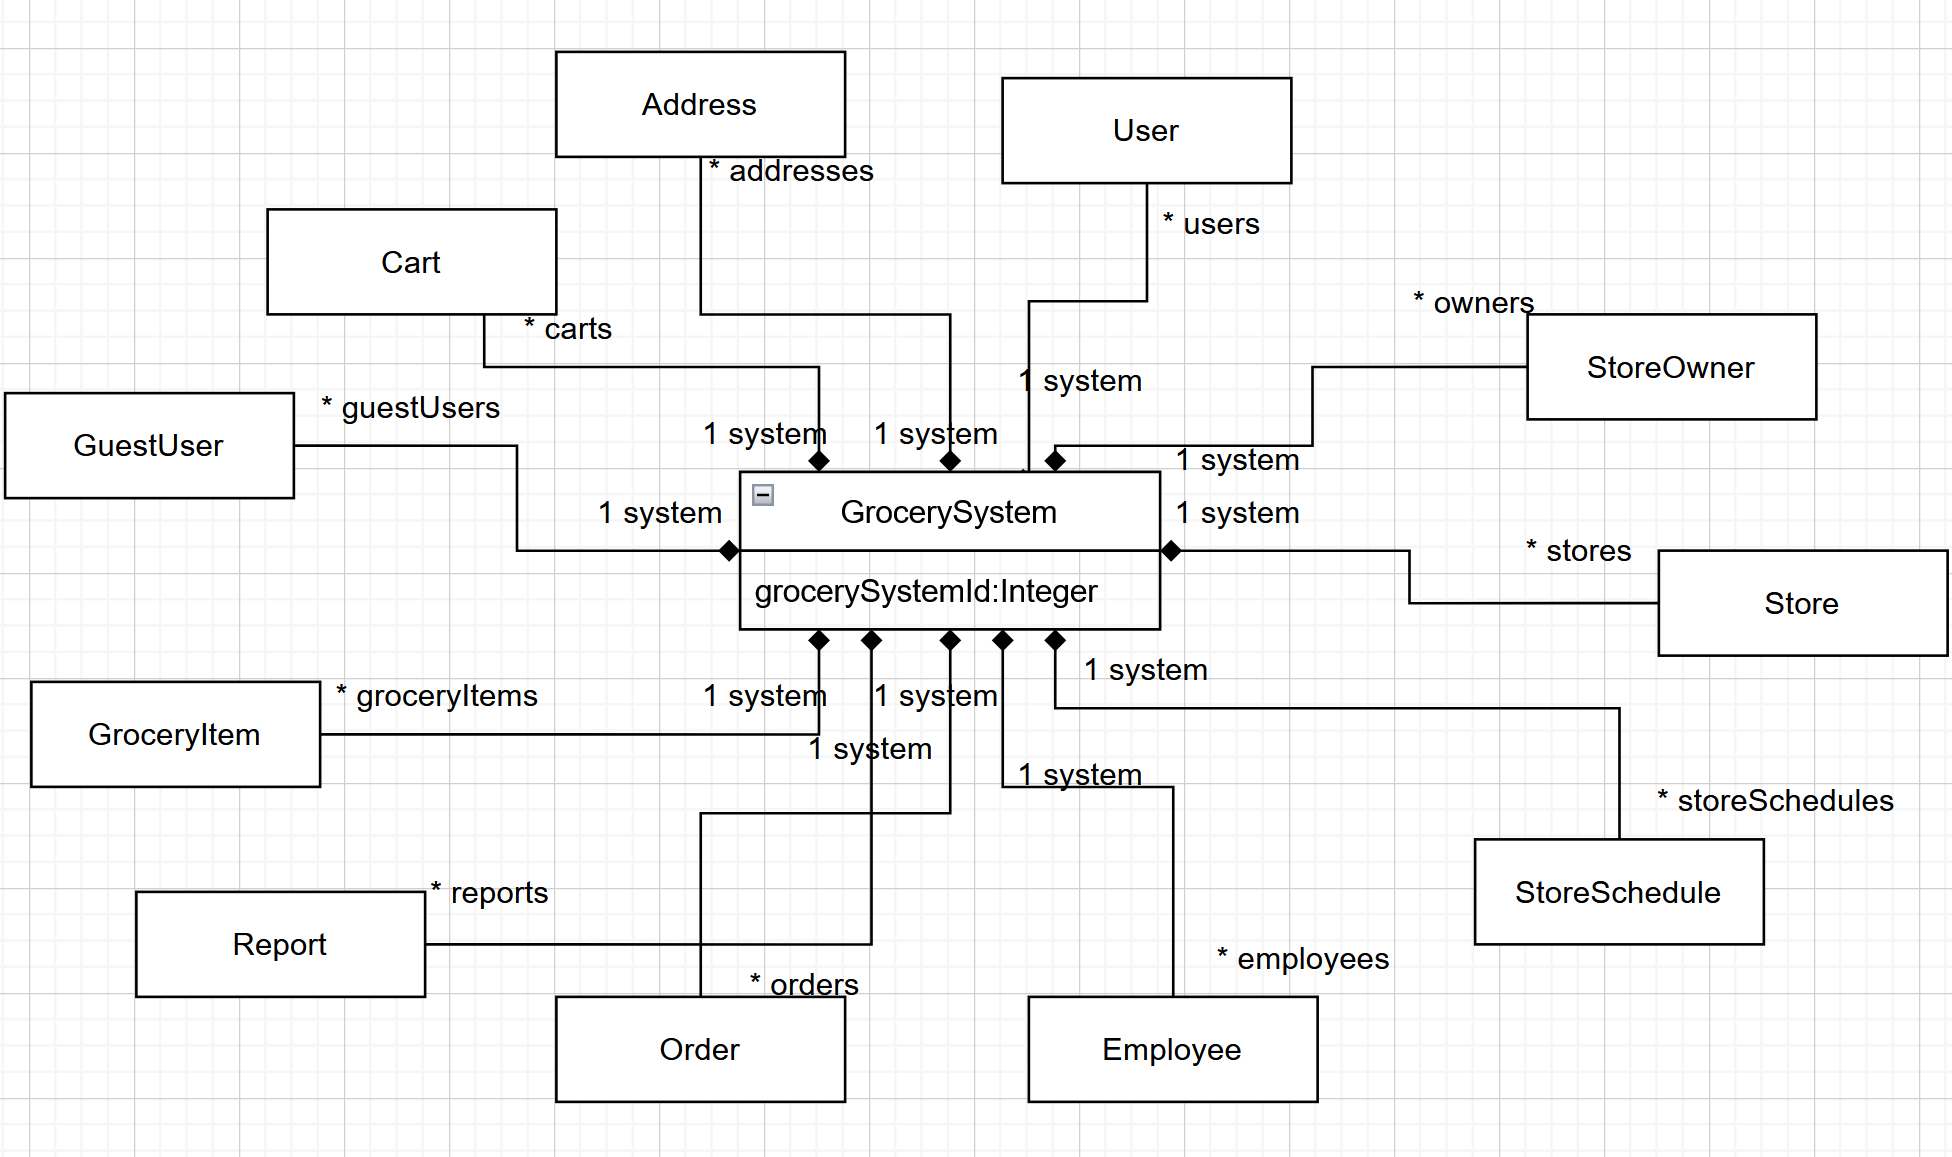 Address
* addresses
User
* users
Cart
* carts
* owners
StoreOwner
GuestUser
* guestUsers
1 system
1 system
1 system
1 system
1 system
1 system
GrocerySystem
grocerySystemId:Integer
* stores
Store
GroceryItem
* groceryItems
1 system
1 system
1 system
1 system
1 system
* storeSchedules
StoreSchedule
Report
* reports
* orders
Order
* employees
Employee